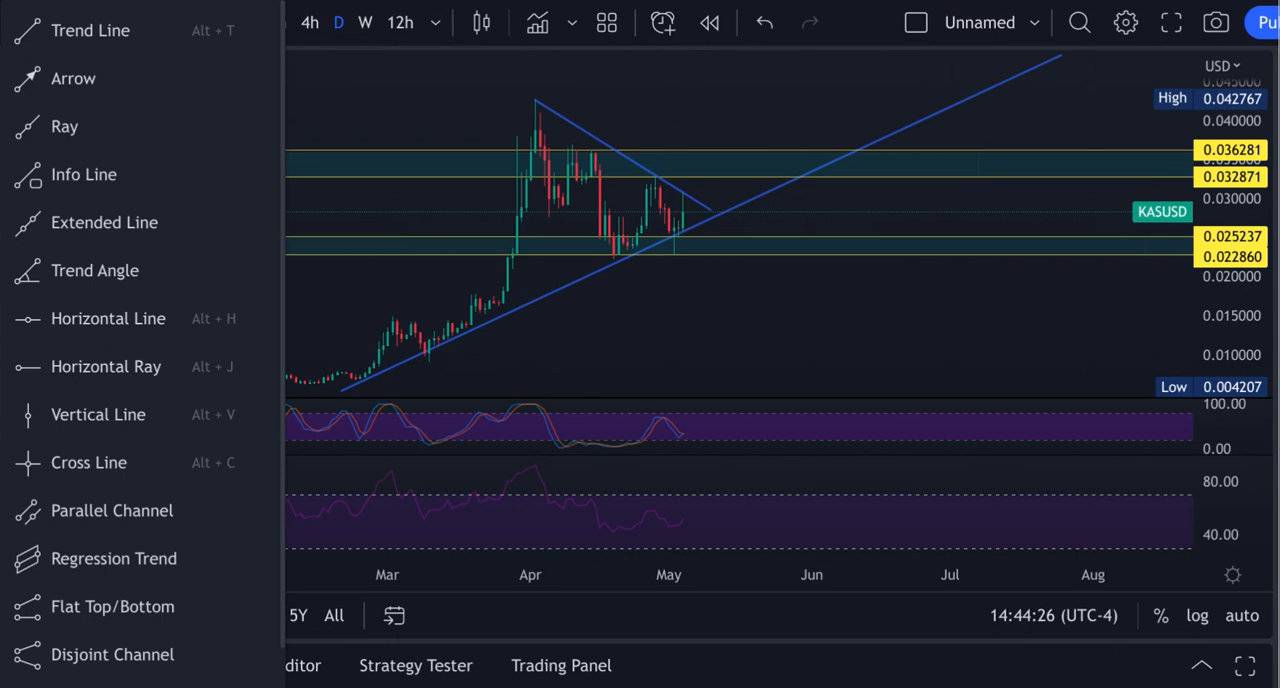 Trend Line Alt + T
Arrow
Ray
Info Line
Extended Line
Trend Angle
Horizontal Line Alt + H
Horizontal Ray Alt + J
Vertical Line Alt + V
Cross Line Alt + C
Parallel Channel
Regression Trend
Flat Top/Bottom
Disjoint Channel
4h D W 12h
Unnamed
Pu
USD
0.045000
High 0.042767
0.040000
0.036281
0.035000
0.032871
0.030000
KASUSD
0.025237
0.022860
0.020000
0.015000
0.010000
Low 0.004207
100.00
0.00
80.00
40.00
Mar Apr May Jun Jul Aug
5Y All
14:44:26 (UTC-4) % log auto
ditor Strategy Tester Trading Panel